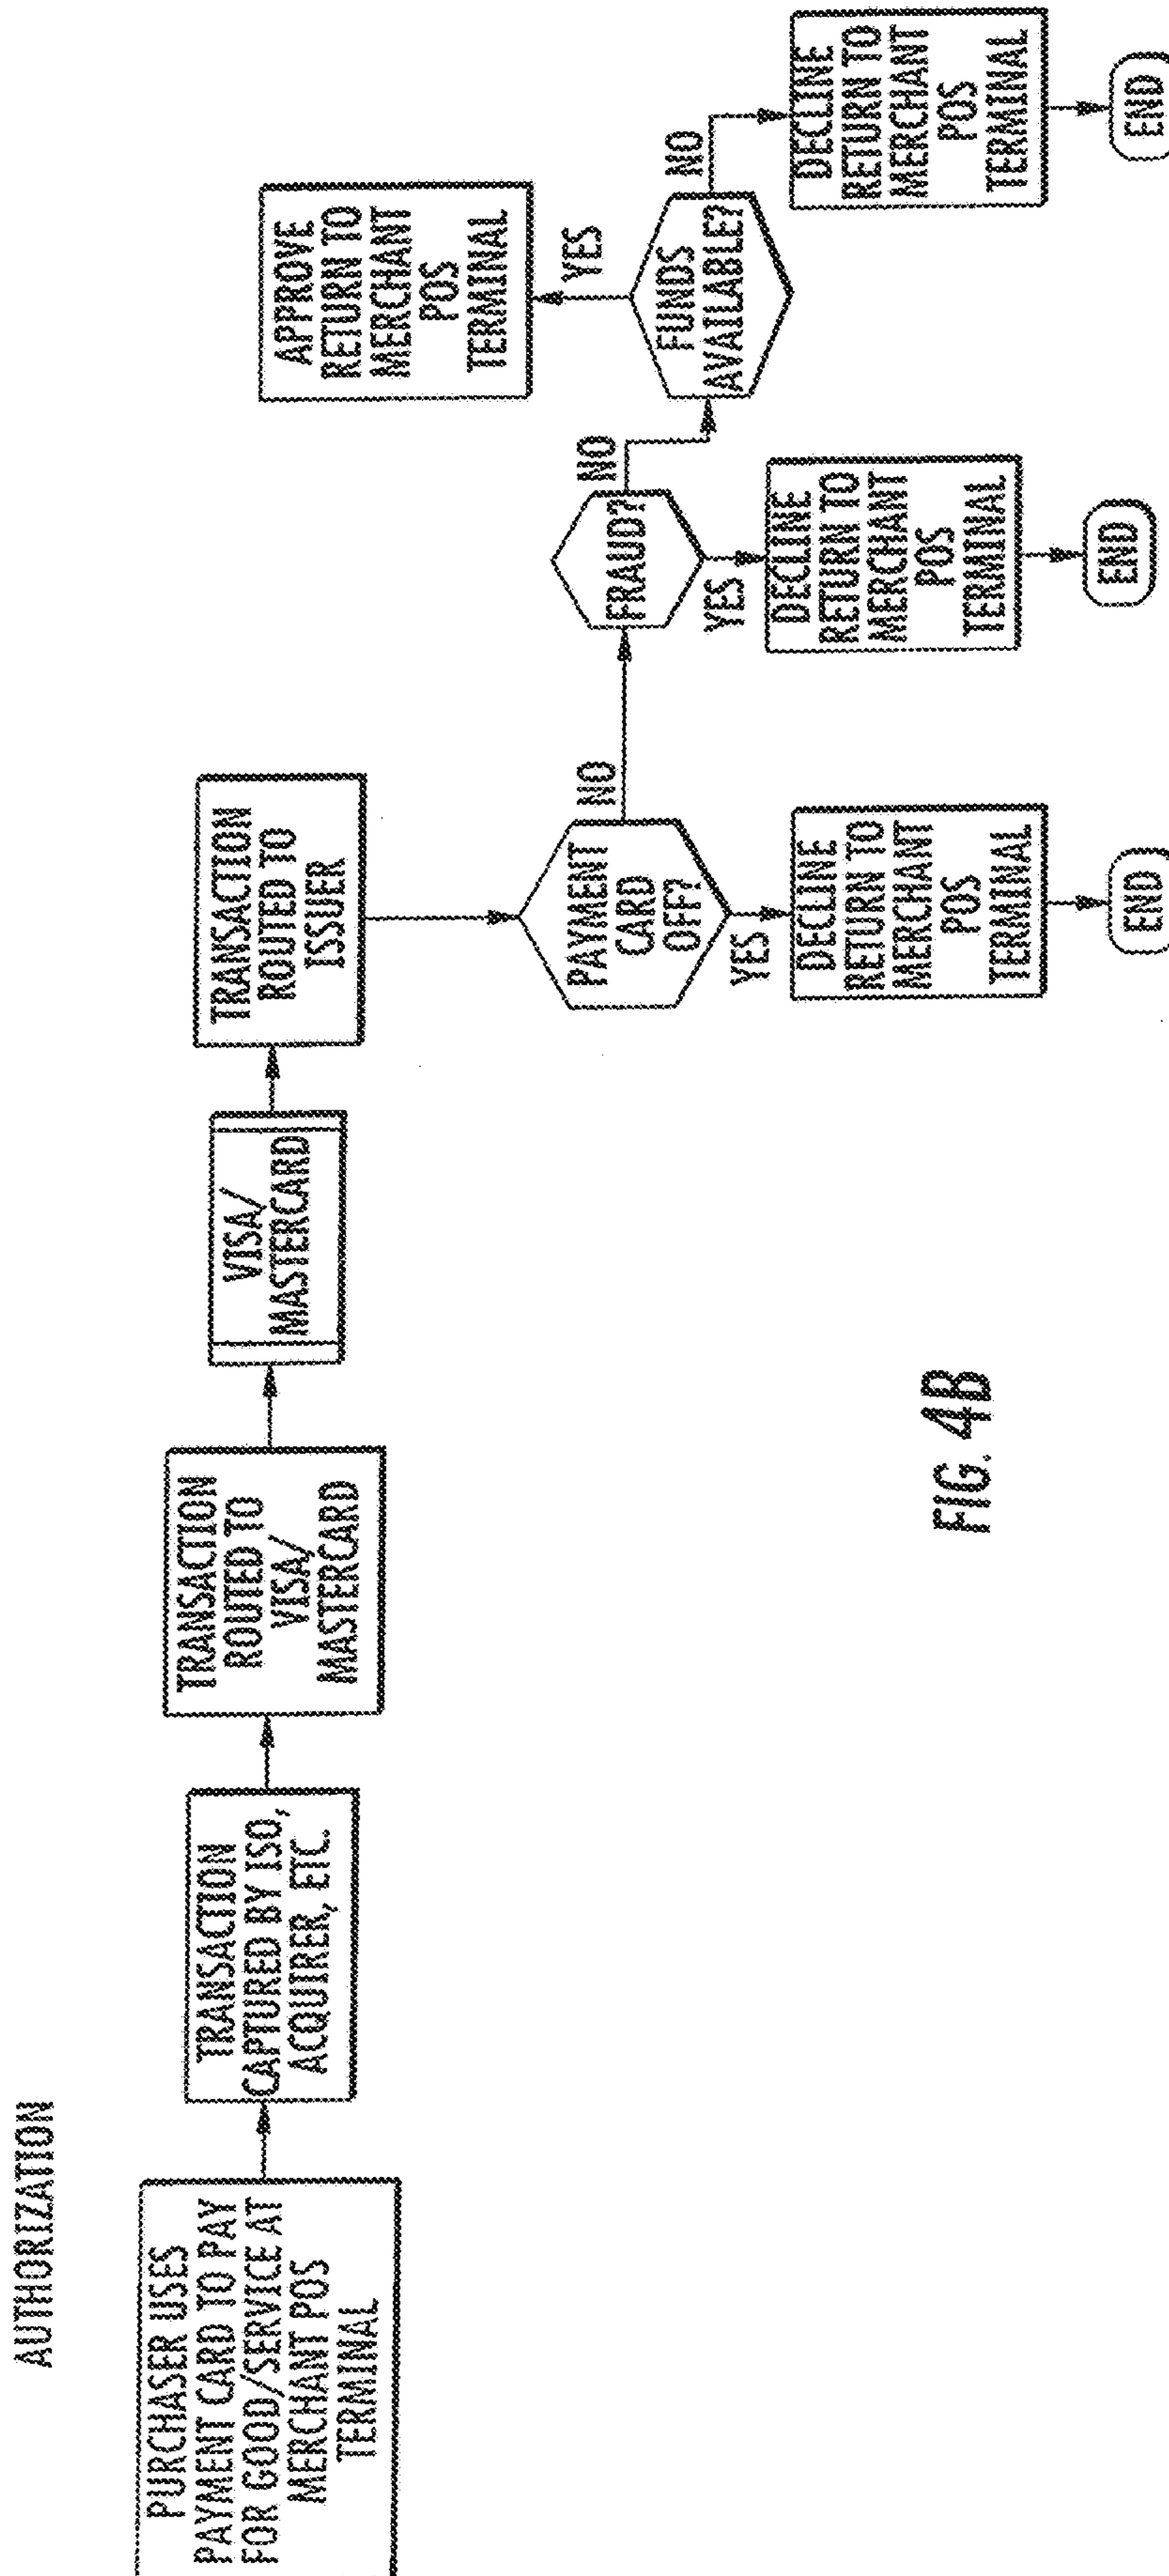 AUTHORIZATION
PURCHASER USES
PAYMENT CARD TO PAY
FOR GOOD/SERVICE AT
MERCHANT POS
TERMINAL
TRANSACTION
CAPTURED BY ISO,
ACQUIRER, ETC.
TRANSACTION
ROUTED TO
VISA/
MASTERCARD
VISA/
MASTERCARD
TRANSACTION
ROUTED TO
ISSUER
PAYMENT
CARD
OFF?
YES
DECLINE
RETURN TO
MERCHANT
POS
TERMINAL
END
NO
FRAUD?
YES
DECLINE
RETURN TO
MERCHANT
POS
TERMINAL
END
NO
FUNDS
AVAILABLE?
YES
APPROVE
RETURN TO
MERCHANT
POS
TERMINAL
NO
DECLINE
RETURN TO
MERCHANT
POS
TERMINAL
END
FIG. 4B